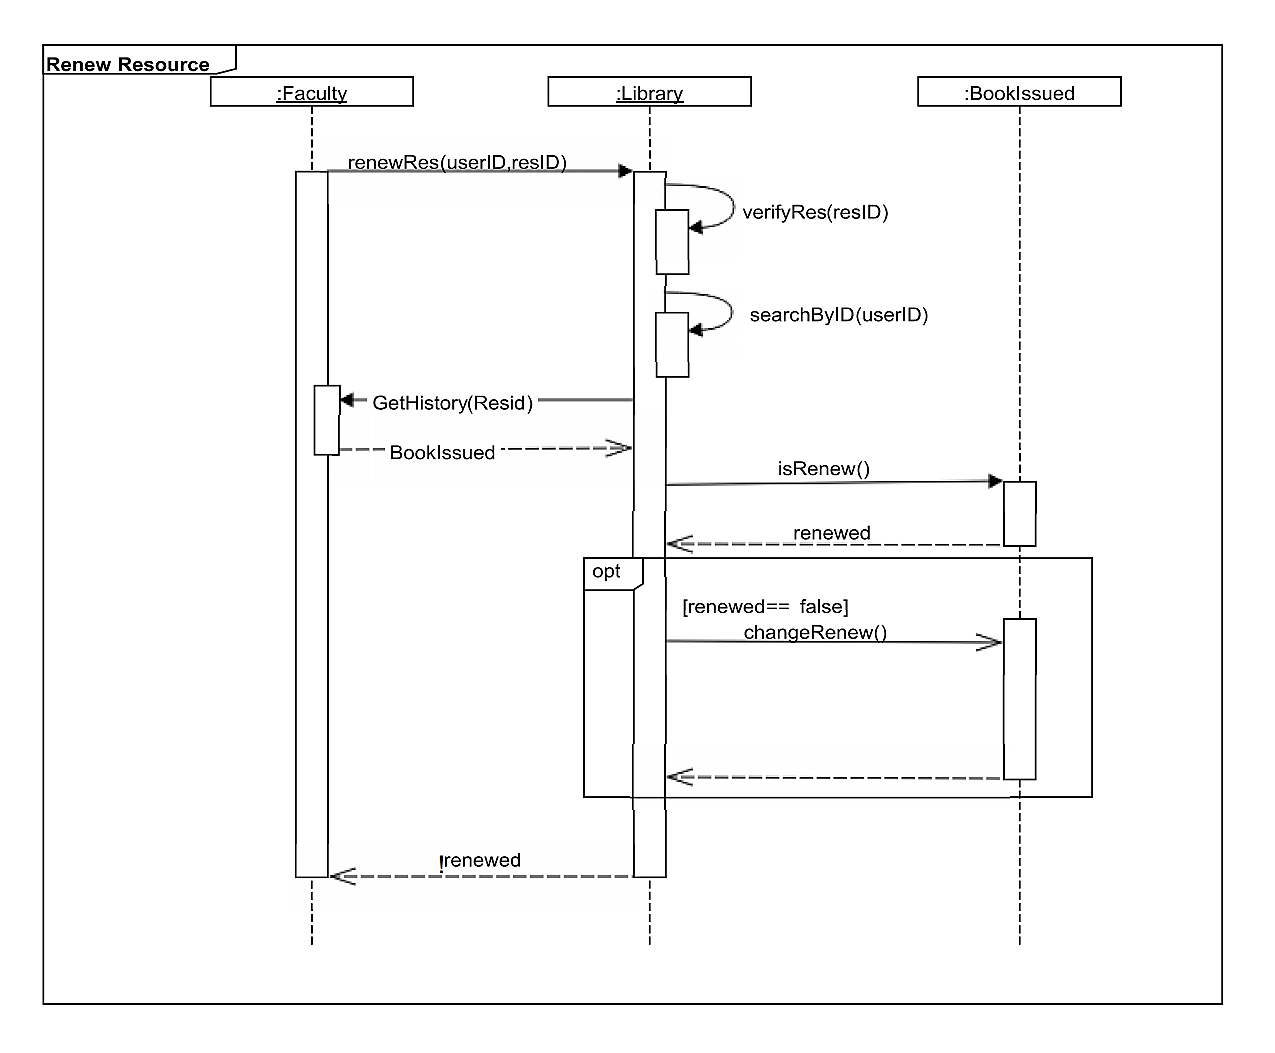 Renew Resource
:Faculty
:Library
:BookIssued
renewRes(userID,resID)
verifyRes(resID)
searchByID(userID)
GetHistory(Resid)
BookIssued
isRenew()
renewed
opt
[renewed== false]
changeRenew()
!renewed